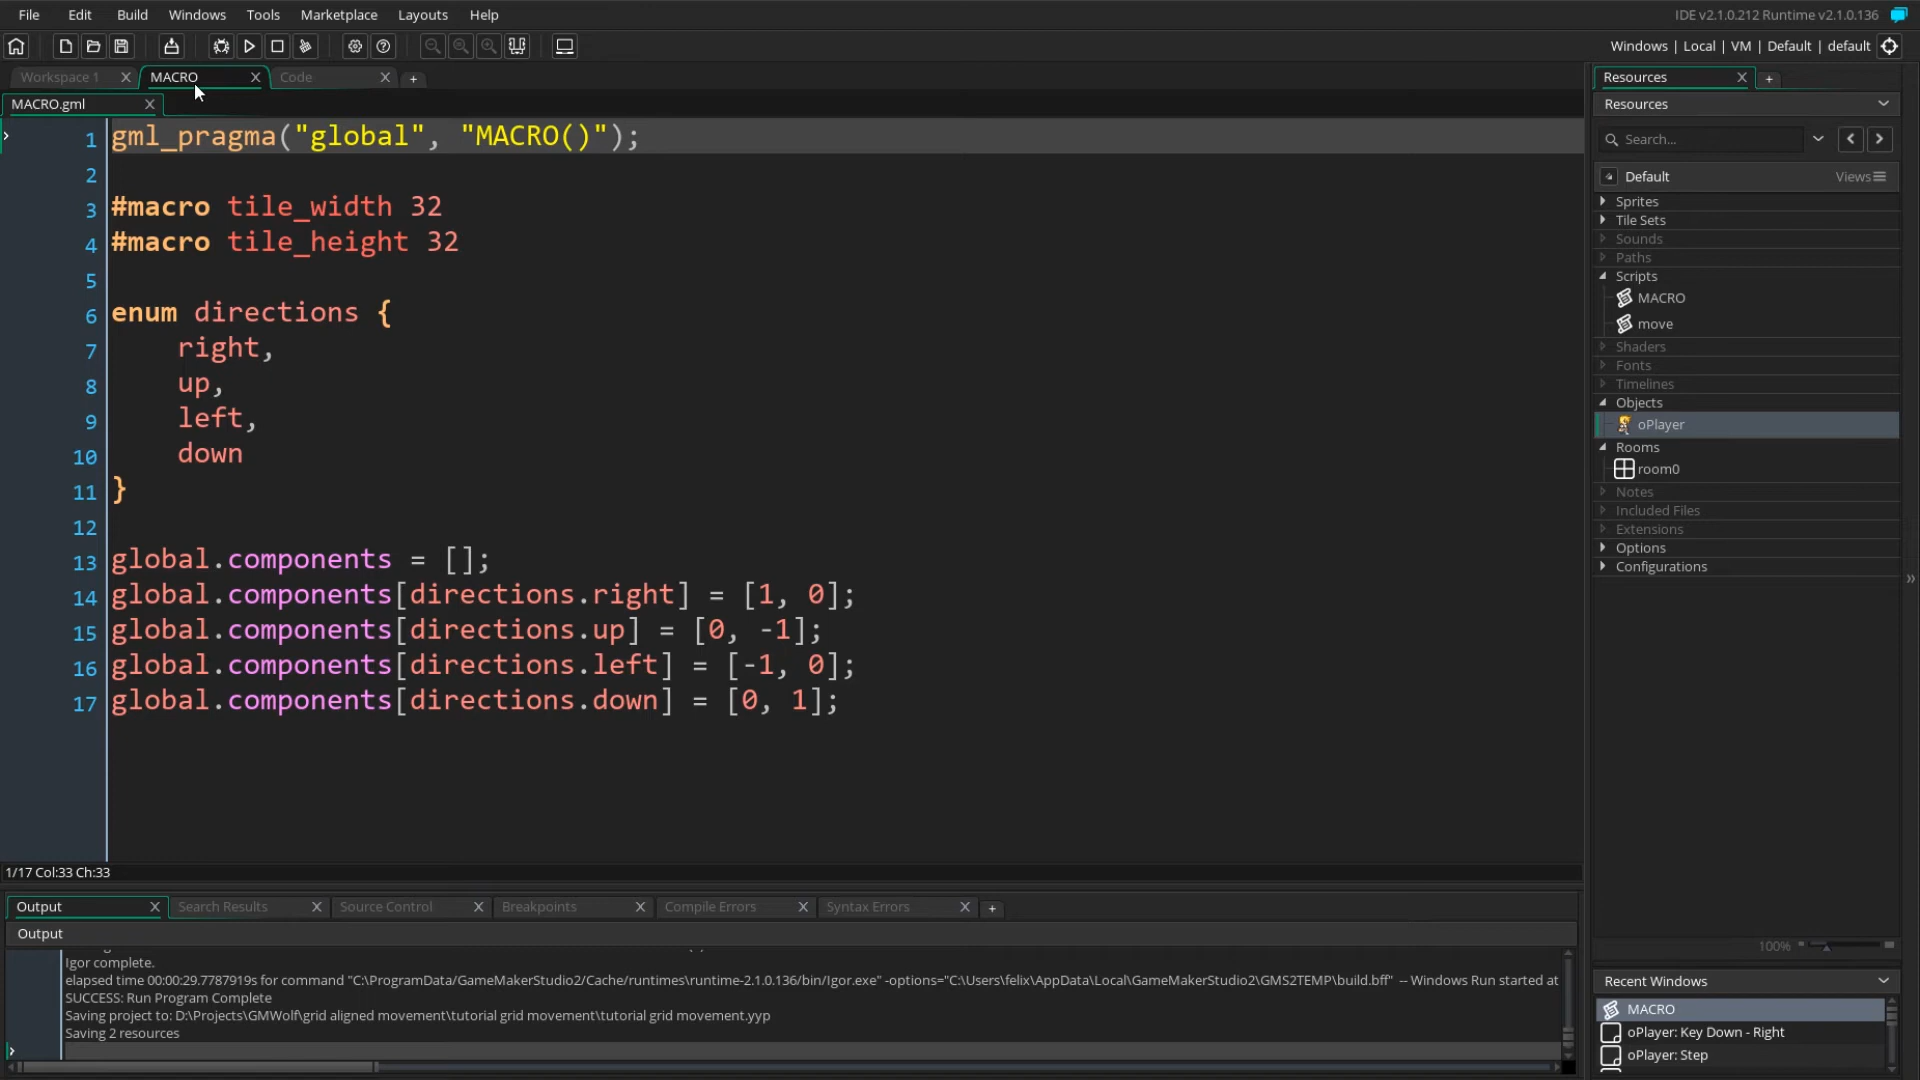 File Edit Build Windows Tools Marketplace Layouts Help IDE v2.1.0.212 Runtime v2.1.0.136
Windows | Local | VM | Default | default
Workspace 1 MACRO Code +
MACRO.gml
1 gml_pragma("global", "MACRO()");
2
3 #macro tile_width 32
4 #macro tile_height 32
5
6 enum directions {
7 right,
8 up,
9 left,
10 down
11 }
12
13 global.components = [];
14 global.components[directions.right] = [1, 0];
15 global.components[directions.up] = [0, -1];
16 global.components[directions.left] = [-1, 0];
17 global.components[directions.down] = [0, 1];
1/17 Col:33 Ch:33
Output Search Results Source Control Breakpoints Compile Errors Syntax Errors +
Output
Igor complete.
elapsed time 00:00:29.7787919s for command "C:\ProgramData/GameMakerStudio2/Cache/runtimes\runtime-2.1.0.136/bin/Igor.exe" -options="C:\Users\felix\AppData\Local\GameMakerStudio2\GMS2TEMP\build.bff" -- Windows Run started at
SUCCESS: Run Program Complete
Saving project to: D:\Projects\GMWolf\grid aligned movement\tutorial grid movement\tutorial grid movement.yyp
Saving 2 resources
Resources +
Resources
Search...
Default Views
Sprites
Tile Sets
Sounds
Paths
Scripts
MACRO
move
Shaders
Fonts
Timelines
Objects
oPlayer
Rooms
room0
Notes
Included Files
Extensions
Options
Configurations
100%
Recent Windows
MACRO
oPlayer: Key Down - Right
oPlayer: Step